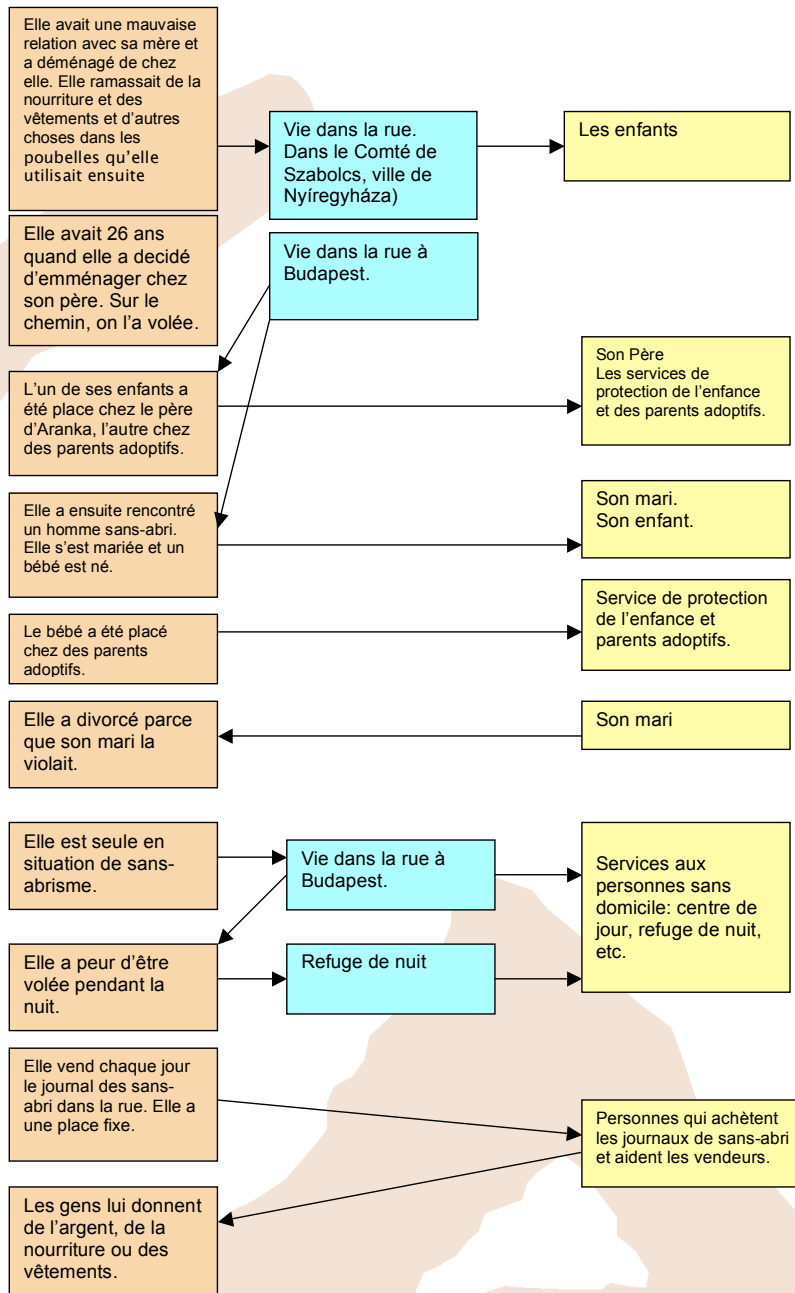 Elle avait une mauvaise
relation avec sa mère et
a déménagé de chez
elle. Elle ramassait de la
nourriture et des
vêtements et d'autres
choses dans les
poubelles qu'elle
utilisait ensuite
Vie dans la rue.
Dans le Comté de
Szabolcs, ville de
Nyíregyháza)
Les enfants
Elle avait 26 ans
quand elle a decidé
d'emménager chez
son père. Sur le
chemin, on l'a volée.
Vie dans la rue à
Budapest.
L'un de ses enfants a
été place chez le père
d'Aranka, l'autre chez
des parents adoptifs.
Son Père
Les services de
protection de l'enfance
et des parents adoptifs.
Elle a ensuite rencontré
un homme sans-abri.
Elle s'est mariée et un
bébé est né.
Son mari.
Son enfant.
Le bébé a été placé
chez des parents
adoptifs.
Service de protection
de l'enfance et
parents adoptifs.
Elle a divorcé parce
que son mari la
violait.
Son mari
Elle est seule en
situation de sans-
abrisme.
Vie dans la rue à
Budapest.
Services aux
personnes sans
domicile: centre de
jour, refuge de nuit,
etc.
Elle a peur d'être
volée pendant la
nuit.
Refuge de nuit
Elle vend chaque jour
le journal des sans-
abri dans la rue. Elle a
une place fixe.
Personnes qui achètent
les journaux de sans-abri
et aident les vendeurs.
Les gens lui donnent
de l'argent, de la
nourriture ou des
vêtements.